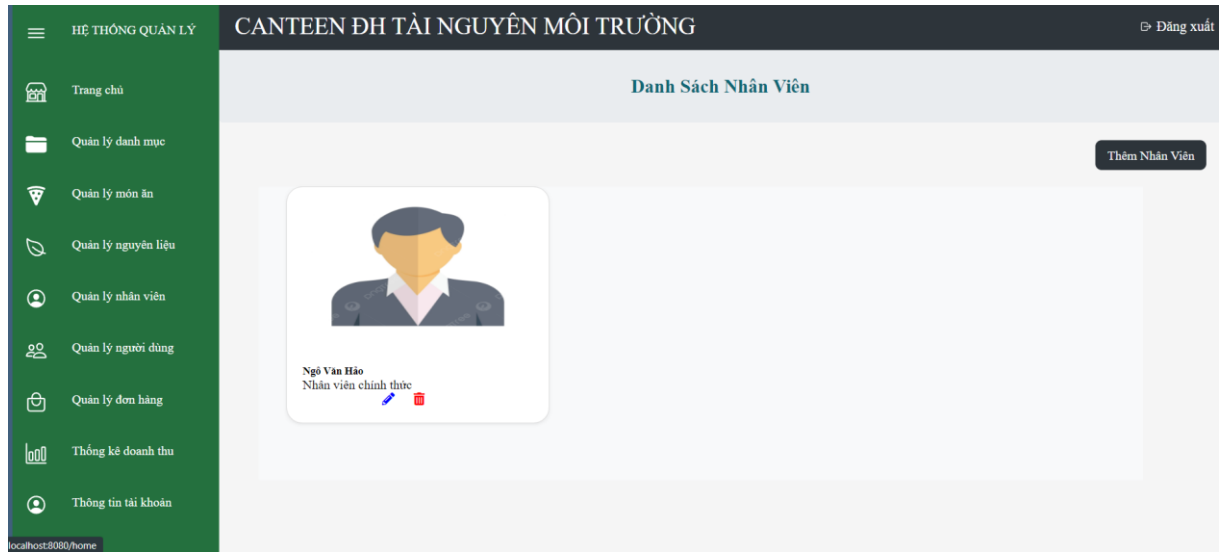 HỆ THỐNG QUẢN LÝ
CANTEEN ĐH TÀI NGUYÊN MÔI TRƯỜNG
Đăng xuất
Trang chủ
Quản lý danh mục
Quản lý món ăn
Quản lý nguyên liệu
Quản lý nhân viên
Quản lý người dùng
Quản lý đơn hàng
Thống kê doanh thu
Thông tin tài khoản
localhost:8080/home
Danh Sách Nhân Viên
Thêm Nhân Viên
Ngô Văn Hảo
Nhân viên chính thức